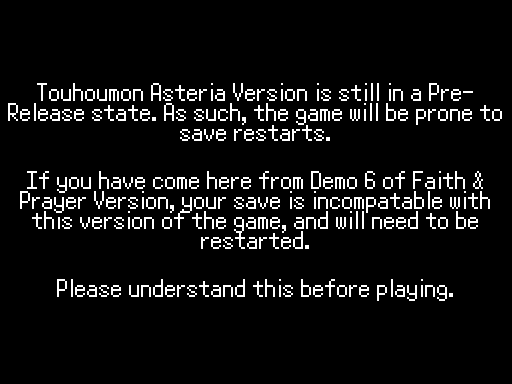 Touhoumon Asteria Version is still in a Pre-
Release state. As such, the game will be prone to
save restarts.
If you have come here from Demo 6 of Faith &
Prayer Version, your save is incompatable with
this version of the game, and will need to be
restarted.
Please understand this before playing.